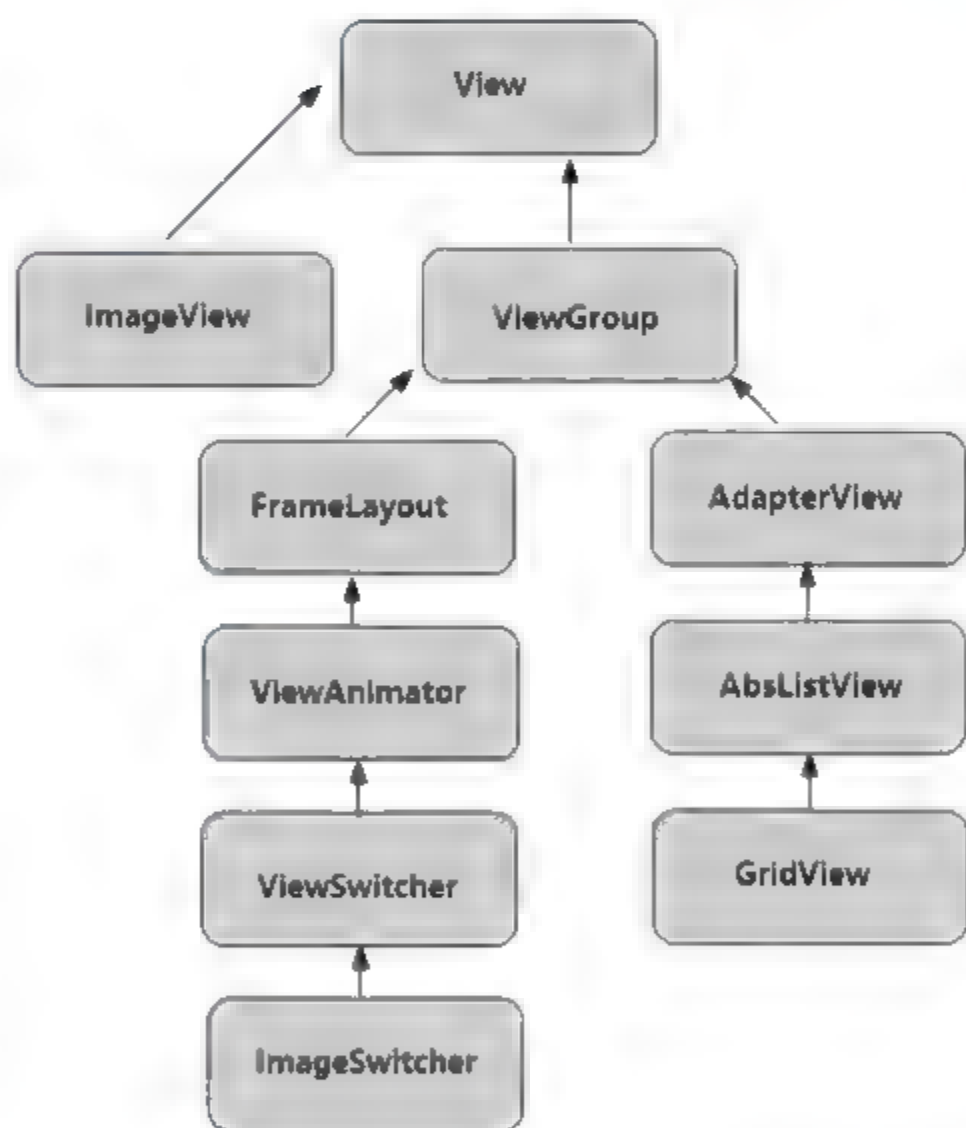 View
ImageView
ViewGroup
FrameLayout
AdapterView
ViewAnimator
AbsListView
ViewSwitcher
GridView
ImageSwitcher